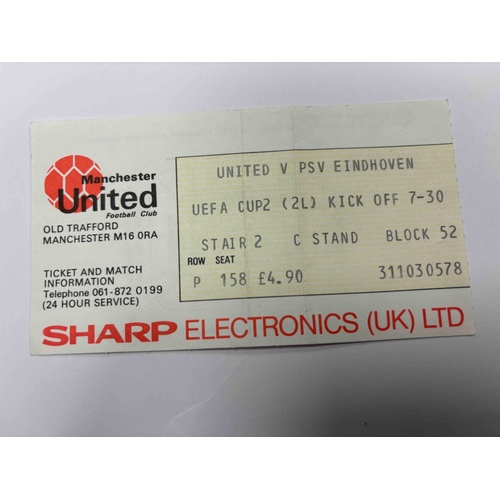 Manchester
United
Football Club
OLD TRAFFORD
MANCHESTER M16 0RA
TICKET AND MATCH
INFORMATION
Telephone 061-872 0199
(24 HOUR SERVICE)
UNITED V PSV EINDHOVEN
UEFA CUP2 (2L) KICK OFF 7-30
STAIR 2 C STAND BLOCK 52
ROW SEAT
P 158 £4.90 311030578
SHARP ELECTRONICS (UK) LTD